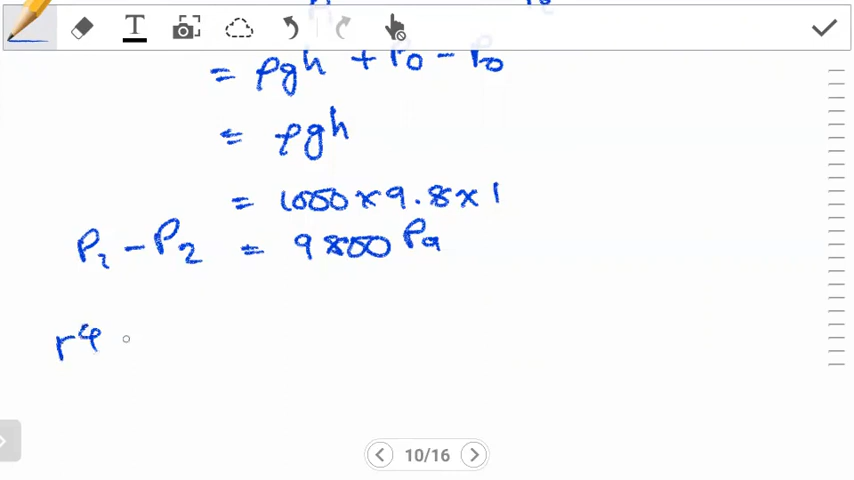 = ρgh + P₀ - P₀
= ρgh
= 1000 x 9.8 x 1
P₁ - P₂ = 9800 Pa
r⁴
10/16